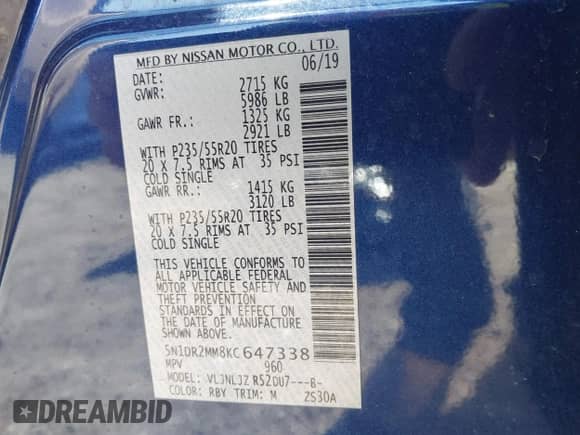 MFD BY NISSAN MOTOR CO., LTD.
DATE: 06/19
GVWR: 2715 KG
5986 LB
GAWR FR.: 1325 KG
2921 LB
WITH P235/55R20 TIRES
20 X 7.5 RIMS AT 35 PSI
COLD SINGLE
GAWR RR.: 1415 KG
3120 LB
WITH P235/55R20 TIRES
20 X 7.5 RIMS AT 35 PSI
COLD SINGLE
THIS VEHICLE CONFORMS TO
ALL APPLICABLE FEDERAL
MOTOR VEHICLE SAFETY AND
THEFT PREVENTION
STANDARDS IN EFFECT ON
THE DATE OF MANUFACTURE
SHOWN ABOVE.
5N1DR2MM8KC647338
MPV 960
MODEL: VLJNLJZ R52DU7---B-
COLOR: RBY TRIM: M ZS30A
DREAMBID